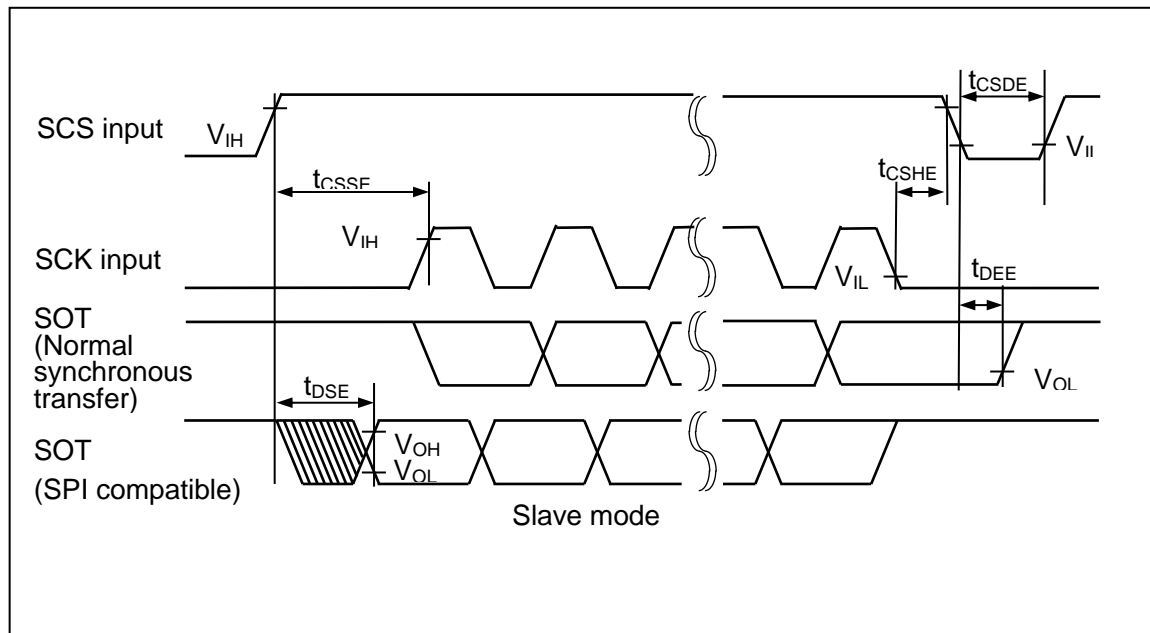 SCS input
VIH
tCSDE
VIL
tCSSE
tCSHE
SCK input
VIH
VIL
tDEE
SOT
(Normal
synchronous
transfer)
VOL
tDSE
SOT
(SPI compatible)
VOH
VOL
Slave mode